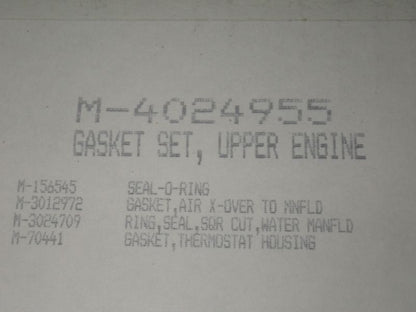 M-4024955
GASKET SET, UPPER ENGINE
M-156545 SEAL-O-RING
M-3012972 GASKET,AIR X-OVER TO MNFLD
M-3024709 RING,SEAL,SQR CUT,WATER MANFLD
M-70441 GASKET,THERMOSTAT HOUSING